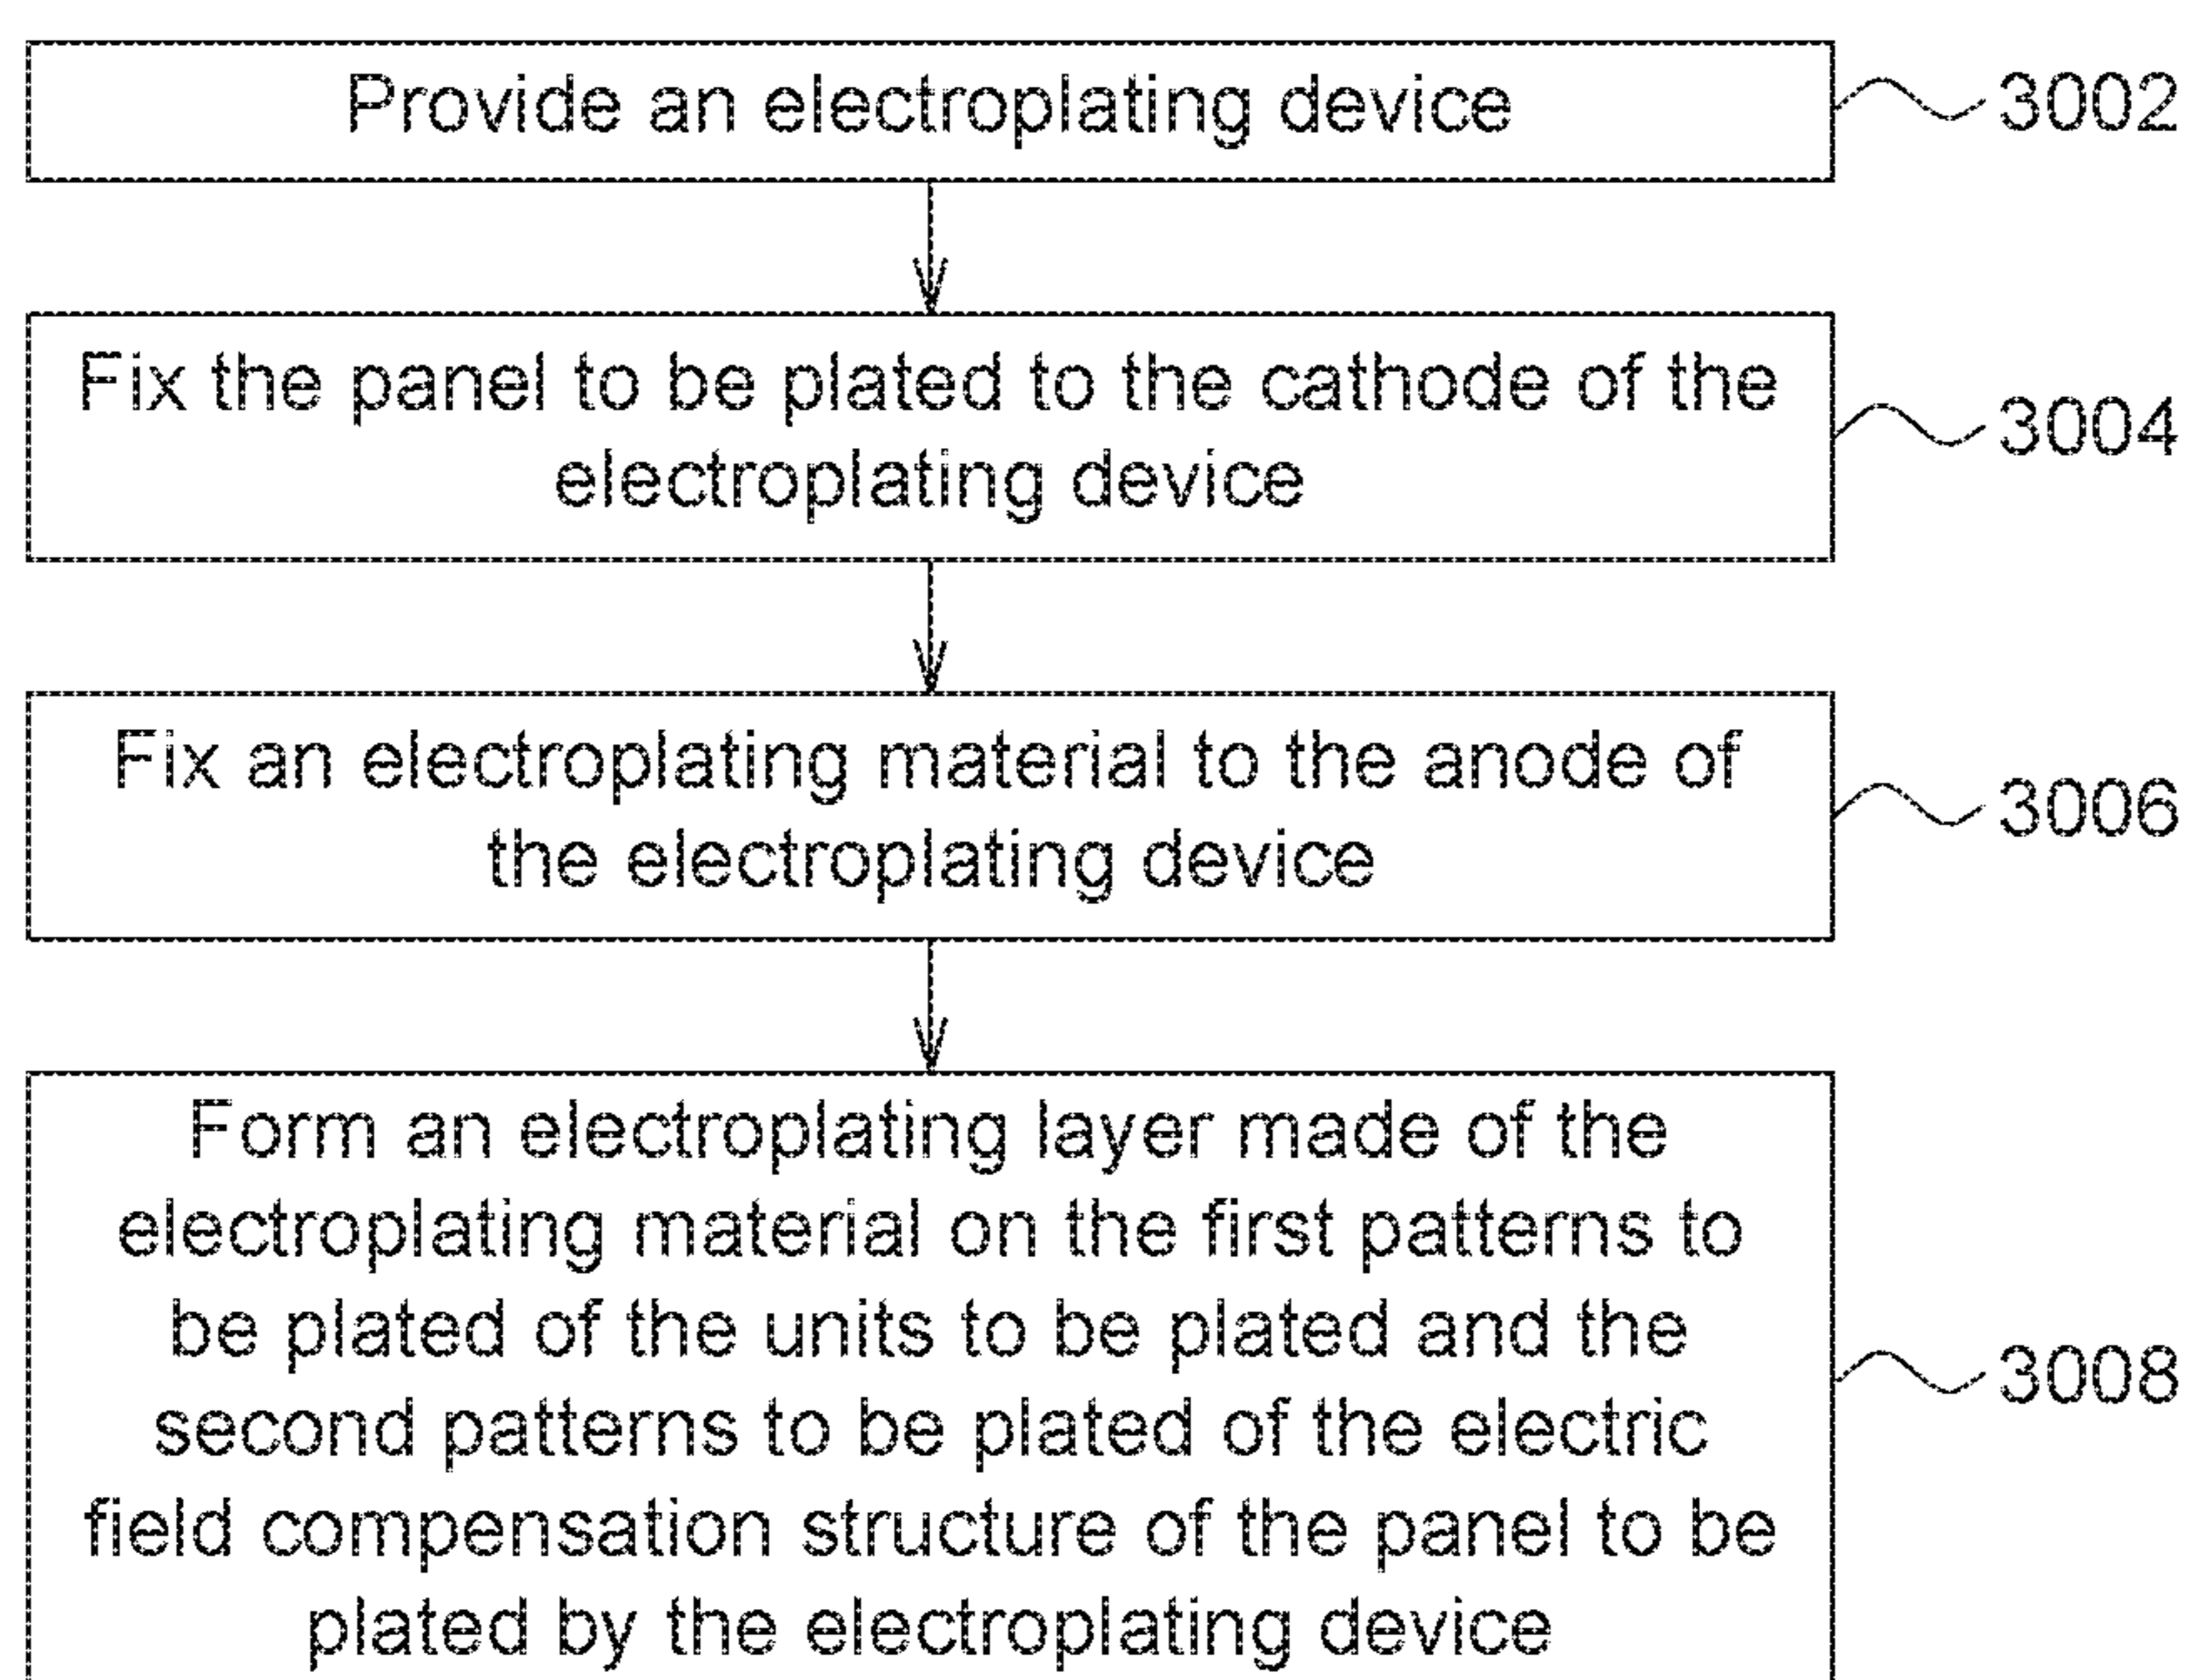 Provide an electroplating device
3002
Fix the panel to be plated to the cathode of the
electroplating device
3004
Fix an electroplating material to the anode of
the electroplating device
3006
Form an electroplating layer made of the
electroplating material on the first patterns to
be plated of the units to be plated and the
second patterns to be plated of the electric
field compensation structure of the panel to be
plated by the electroplating device
3008